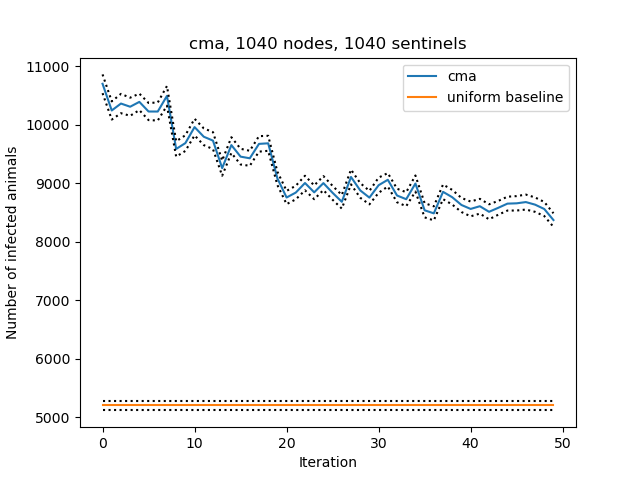 cma, 1040 nodes, 1040 sentinels
cma
uniform baseline
Number of infected animals
11000
10000
9000
8000
7000
6000
5000
0 10 20 30 40 50
Iteration